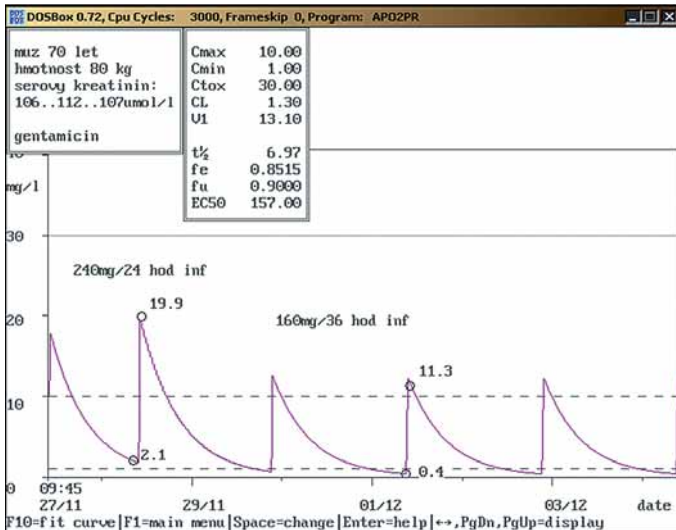 DOSBox 0.72, Cpu Cycles: 3000, Frameskip 0, Program: APO2PR
muz 70 let
hmotnost 80 kg
serovy kreatinin:
106..112..107umol/l
gentamicin
Cmax 10.00
Cmin 1.00
Ctox 30.00
CL 1.30
V1 13.10
t½ 6.97
fe 0.8515
fu 0.9000
EC50 157.00
mg/l
30
240mg/24 hod inf
19.9
160mg/36 hod inf
20
11.3
10
2.1
0.4
0 09:45
27/11 29/11 01/12 03/12 date
F10=fit curve|F1=main menu|Space=change|Enter=help|↔,PgDn,PgUp=display